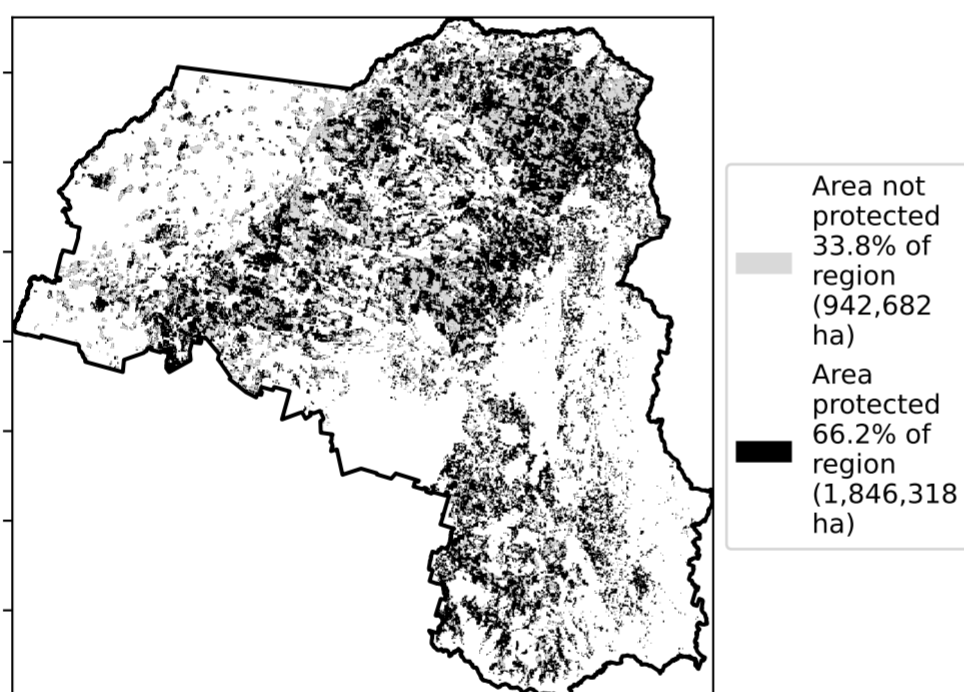 Area not
protected
33.8% of
region
(942,682
ha)
Area
protected
66.2% of
region
(1,846,318
ha)